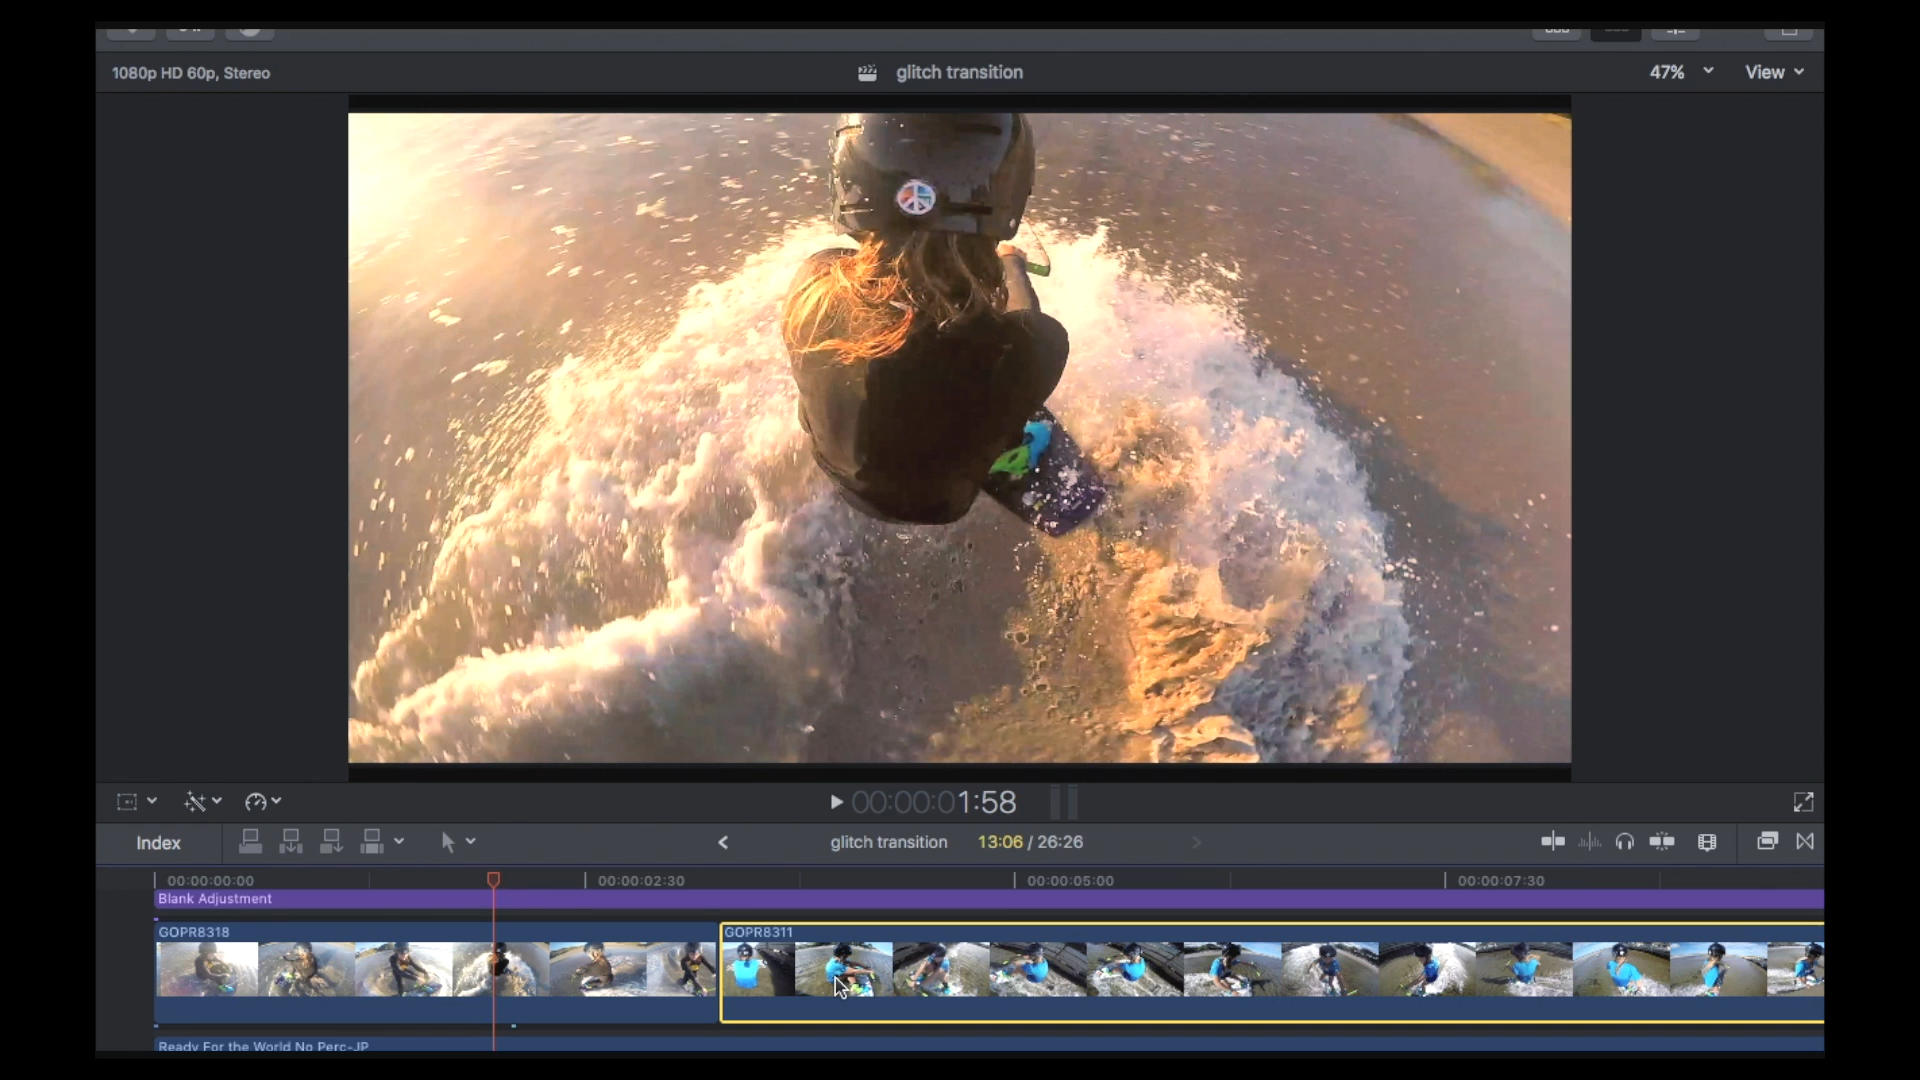 1080p HD 60p, Stereo
glitch transition
47%
View
00:00:01:58
Index
glitch transition
13:06 / 26:26
00:00:00:00
00:00:02:30
00:00:05:00
00:00:07:30
Blank Adjustment
GOPR8318
GOPR8311
Ready For the World No Perc-JP